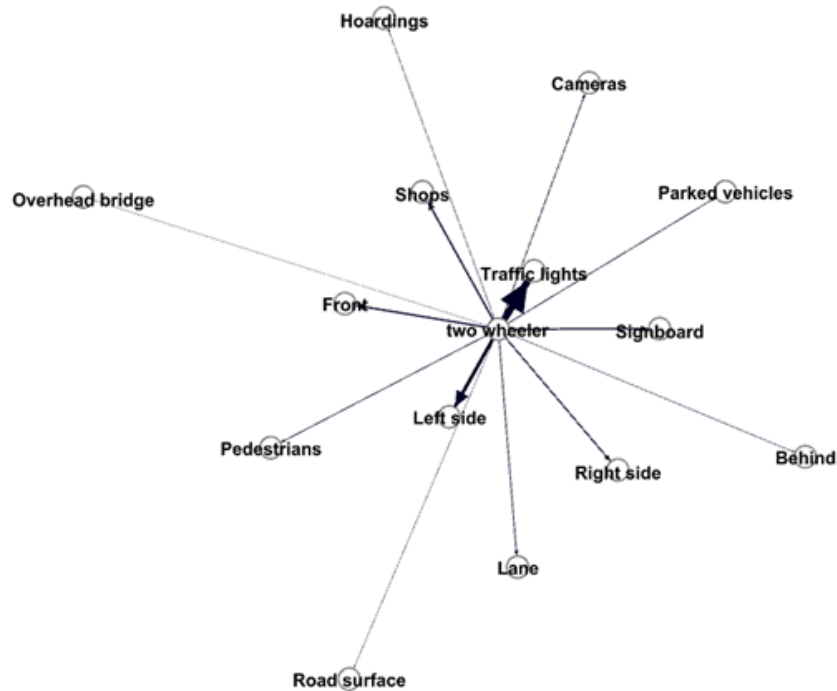 Hoardings
Cameras
Parked vehicles
Shops
Overhead bridge
Traffic lights
Front
two wheeler
Signboard
Left side
Pedestrians
Behind
Right side
Lane
Road surface